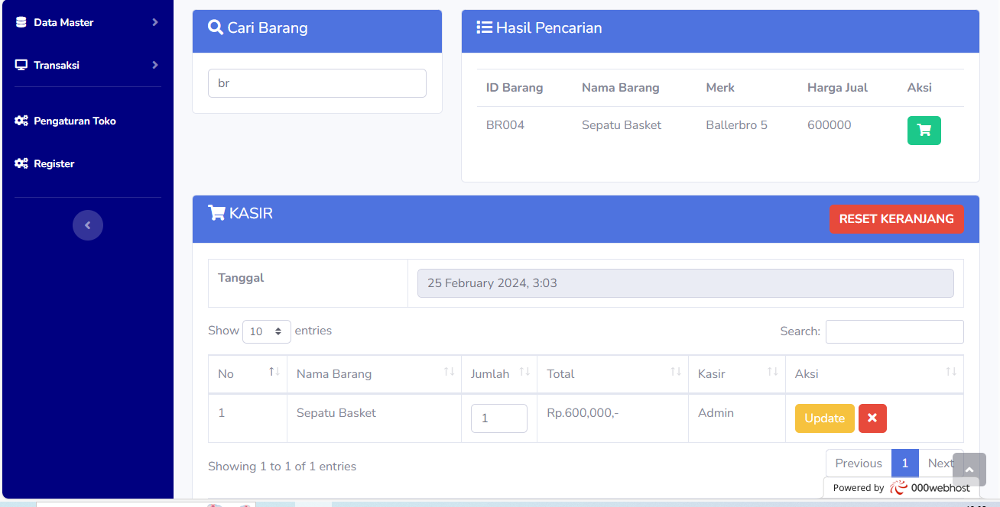 Data Master
Transaksi
Pengaturan Toko
Register
Cari Barang
br
Hasil Pencarian
ID Barang Nama Barang Merk Harga Jual Aksi
BR004 Sepatu Basket Ballerbro 5 600000
KASIR
RESET KERANJANG
Tanggal 25 February 2024, 3:03
Show 10 entries Search:
No Nama Barang Jumlah Total Kasir Aksi
1 Sepatu Basket 1 Rp.600,000,- Admin Update
Showing 1 to 1 of 1 entries
Previous 1 Next
Powered by 000webhost